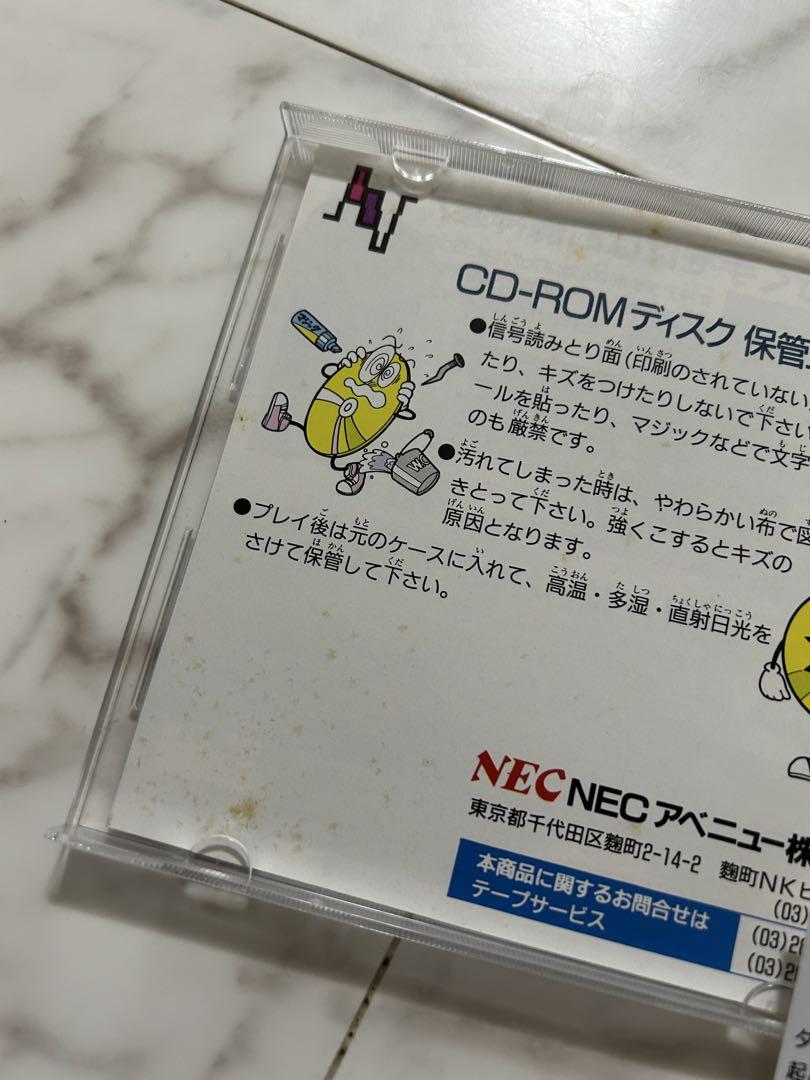 マジック
CD-ROMディスク 保管
●信号読みとり面(印刷のされていない
たり、キズをつけたりしないで下さい
ールを貼ったり、マジックなどで文字
のも厳禁です。
●汚れてしまった時は、やわらかい布で
きとって下さい。強くこするとキズの
原因となります。
●プレイ後は元のケースに入れて、高温・多湿・直射日光を
さけて保管して下さい。
NEC NECアベニュー株
東京都千代田区麹町2-14-2 麹町NKビ
(03)
本商品に関するお問合せは
テープサービス
(03)2
(03)2